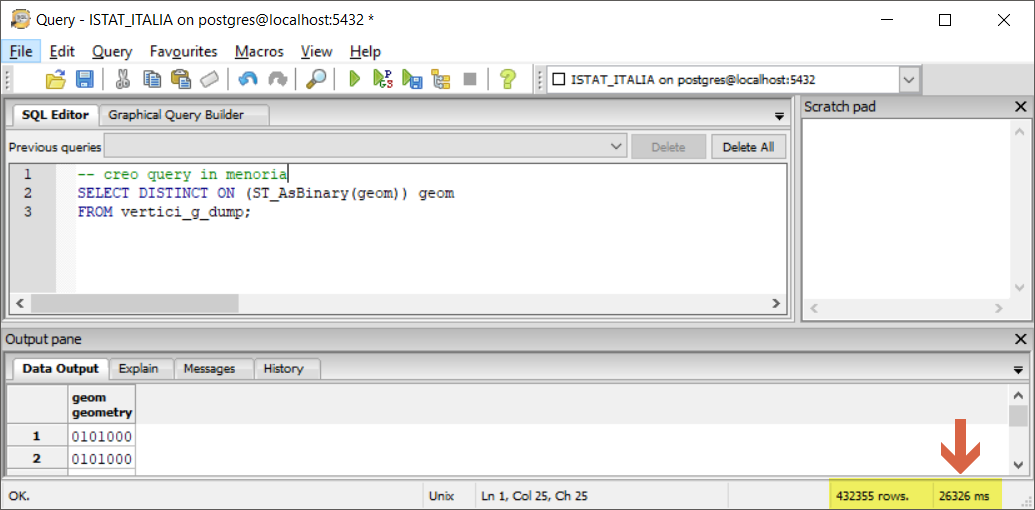 Query - ISTAT_ITALIA on postgres@localhost:5432 *
File Edit Query Favourites Macros View Help
ISTAT_ITALIA on postgres@localhost:5432
SQL Editor Graphical Query Builder
Scratch pad
Previous queries Delete Delete All
1 -- creo query in menoria
2 SELECT DISTINCT ON (ST_AsBinary(geom)) geom
3 FROM vertici_g_dump;
Output pane
Data Output Explain Messages History
geom
geometry
1 0101000
2 0101000
OK. Unix Ln 1, Col 25, Ch 25 432355 rows. 26326 ms